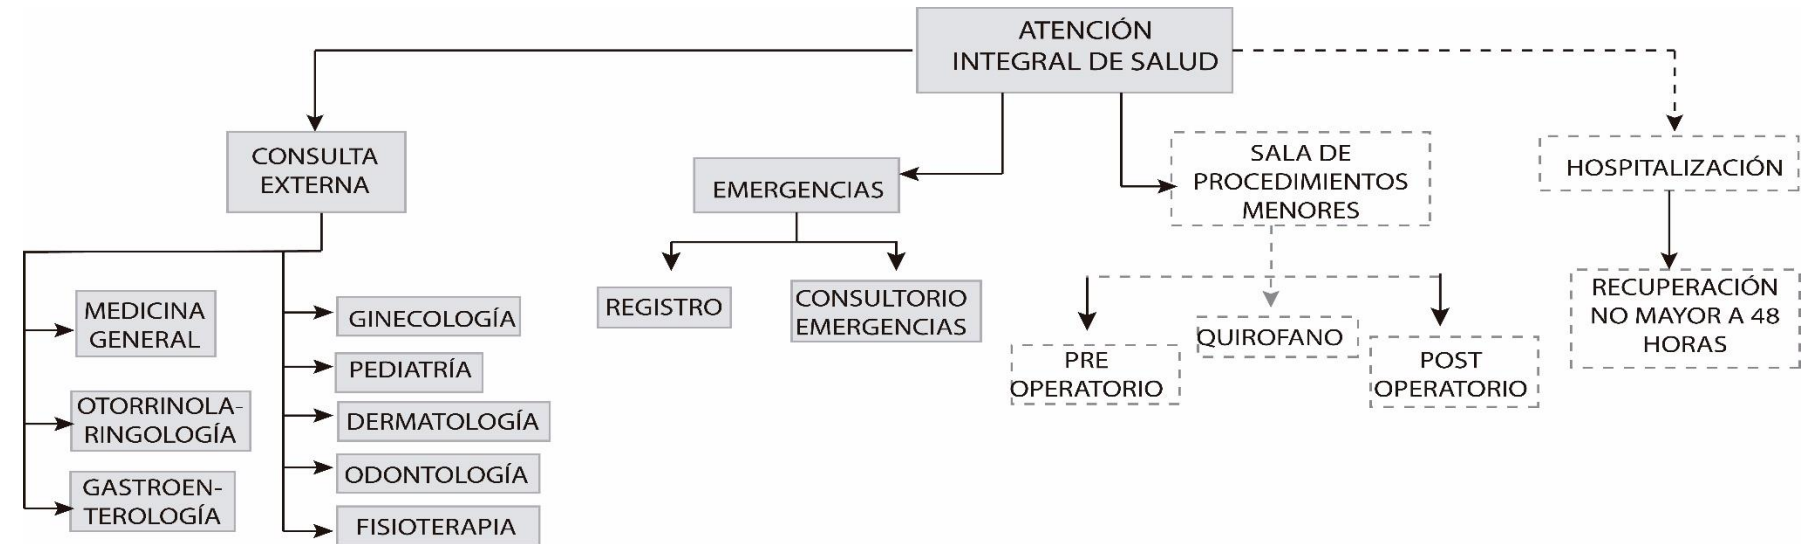 ATENCIÓN
INTEGRAL DE SALUD
CONSULTA
EXTERNA
MEDICINA
GENERAL
OTORRINOLA-
RINGOLOGÍA
GASTROEN-
TEROLOGÍA
GINECOLOGÍA
PEDIATRÍA
DERMATOLOGÍA
ODONTOLOGÍA
FISIOTERAPIA
EMERGENCIAS
REGISTRO
CONSULTORIO
EMERGENCIAS
SALA DE
PROCEDIMIENTOS
MENORES
PRE
OPERATORIO
QUIROFANO
POST
OPERATORIO
HOSPITALIZACIÓN
RECUPERACIÓN
NO MAYOR A 48
HORAS